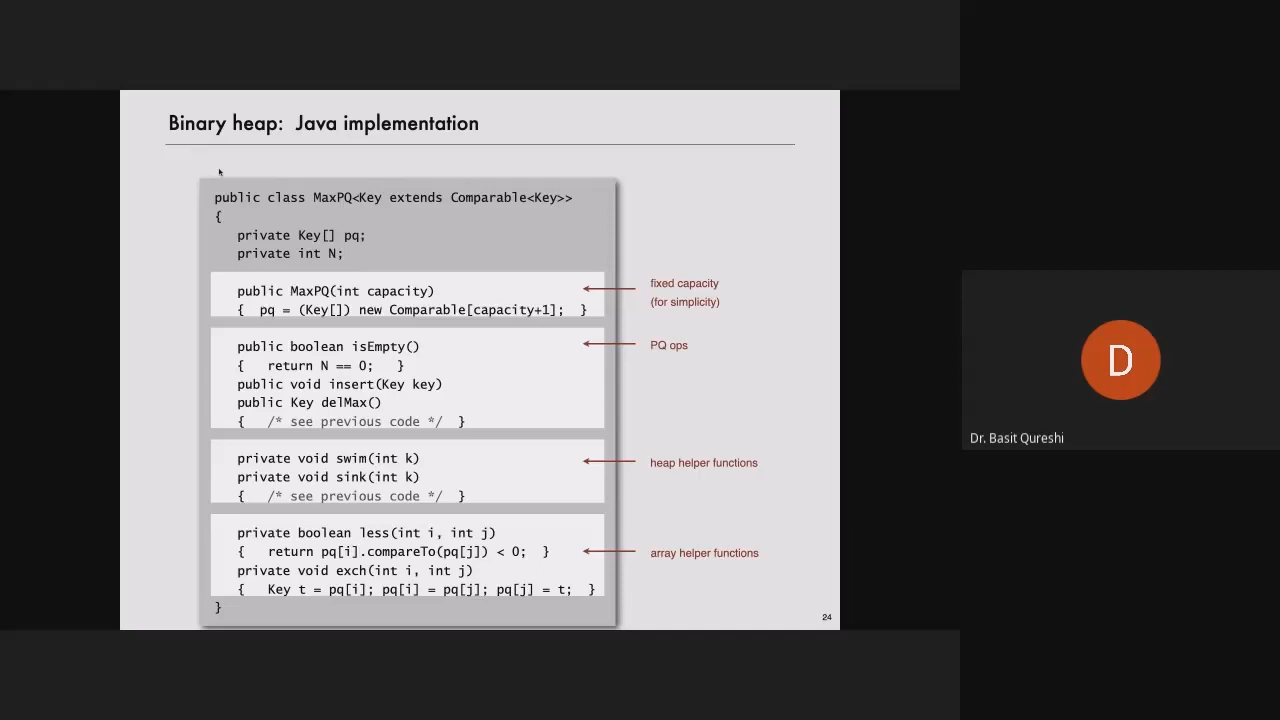 Binary heap: Java implementation
public class MaxPQ<Key extends Comparable<Key>>
{
private Key[] pq;
private int N;
public MaxPQ(int capacity)
{ pq = (Key[]) new Comparable[capacity+1]; }
fixed capacity
(for simplicity)
public boolean isEmpty()
{ return N == 0; }
public void insert(Key key)
public Key delMax()
{ /* see previous code */ }
PQ ops
private void swim(int k)
private void sink(int k)
{ /* see previous code */ }
heap helper functions
private boolean less(int i, int j)
{ return pq[i].compareTo(pq[j]) < 0; }
private void exch(int i, int j)
{ Key t = pq[i]; pq[i] = pq[j]; pq[j] = t; }
array helper functions
}
24
D
Dr. Basit Qureshi